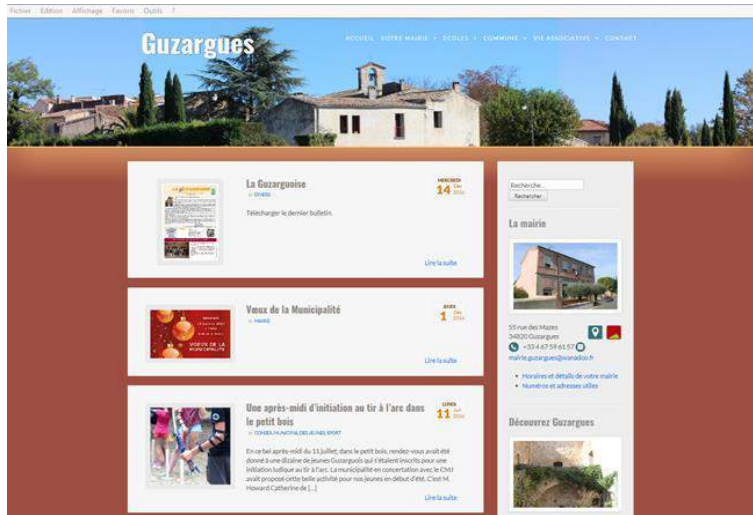 Fichier Edition Affichage Favoris Outils ?
Guzargues
ACCUEIL VOTRE MAIRIE ECOLES COMMUNE VIE ASSOCIATIVE CONTACT
La Guzarguoise
DIVERS
MERCREDI
14 Déc
2016
Télécharger le dernier bulletin.
Lire la suite
Vœux de la Municipalité
MAIRIE
JEUDI
1 Déc
2016
VOEUX DE LA
MUNICIPALITE
Lire la suite
Une après-midi d'initiation au tir à l'arc dans
le petit bois
CONSEIL MUNICIPAL DES JEUNES, SPORT
LUNDI
11 Juil
2016
En ce bel après-midi du 11 juillet, dans le petit bois, rendez-vous avait été
donné à une dizaine de jeunes Guzarguois qui s'étaient inscrits pour une
initiation ludique au tir à l'arc. La municipalité en concertation avec le CMJ
avait proposé cette belle activité pour nos jeunes en début d'été. C'est M.
Howard Catherine de [...]
Lire la suite
Recherche...
Rechercher
La mairie
55 rue des Mazes
34820 Guzargues
+33 4 67 59 61 57
mairie.guzargues@wanadoo.fr
Horaires et détails de votre mairie
Numéros et adresses utiles
Découvrez Guzargues